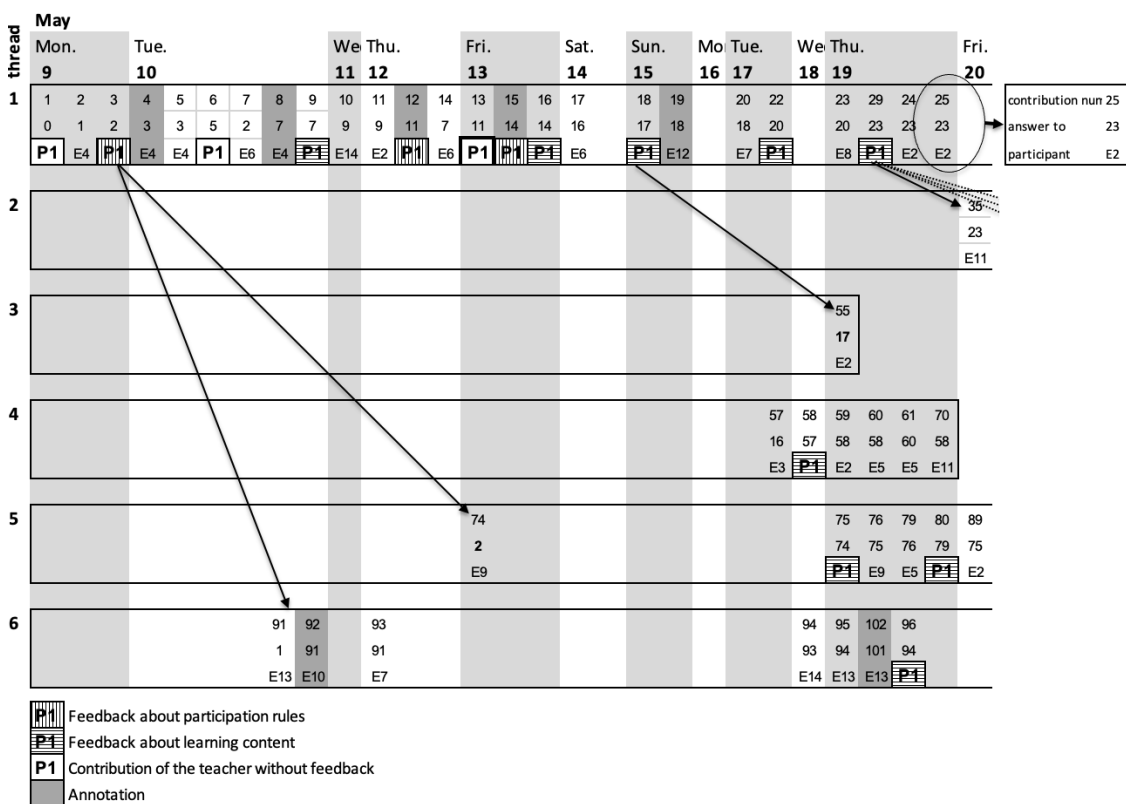 May
thread
Mon. Tue. We Thu. Fri. Sat. Sun. Mo Tue. We Thu. Fri.
9 10 11 12 13 14 15 16 17 18 19 20
1 1 2 3 4 5 6 7 8 9 10 11 12 14 13 15 16 17 18 19 20 22 23 29 24 25 contribution num 25
0 1 2 3 3 5 2 7 7 9 9 11 7 11 14 14 16 17 18 18 20 20 23 23 23 answer to 23
P1 E4 P1 E4 E4 P1 E6 E4 P1 E14 E2 P1 E6 P1 P1 P1 E6 P1 E12 E7 P1 E8 P1 E2 E2 participant E2
2 35
23
E11
3 55
17
E2
4 57 58 59 60 61 70
16 57 58 58 60 58
E3 P1 E2 E5 E5 E11
5 74 75 76 79 80 89
2 74 75 76 79 75
E9 P1 E9 E5 P1 E2
6 91 92 93 94 95 102 96
1 91 91 93 94 101 94
E13 E10 E7 E14 E13 E13 P1
P1 Feedback about participation rules
P1 Feedback about learning content
P1 Contribution of the teacher without feedback
Annotation